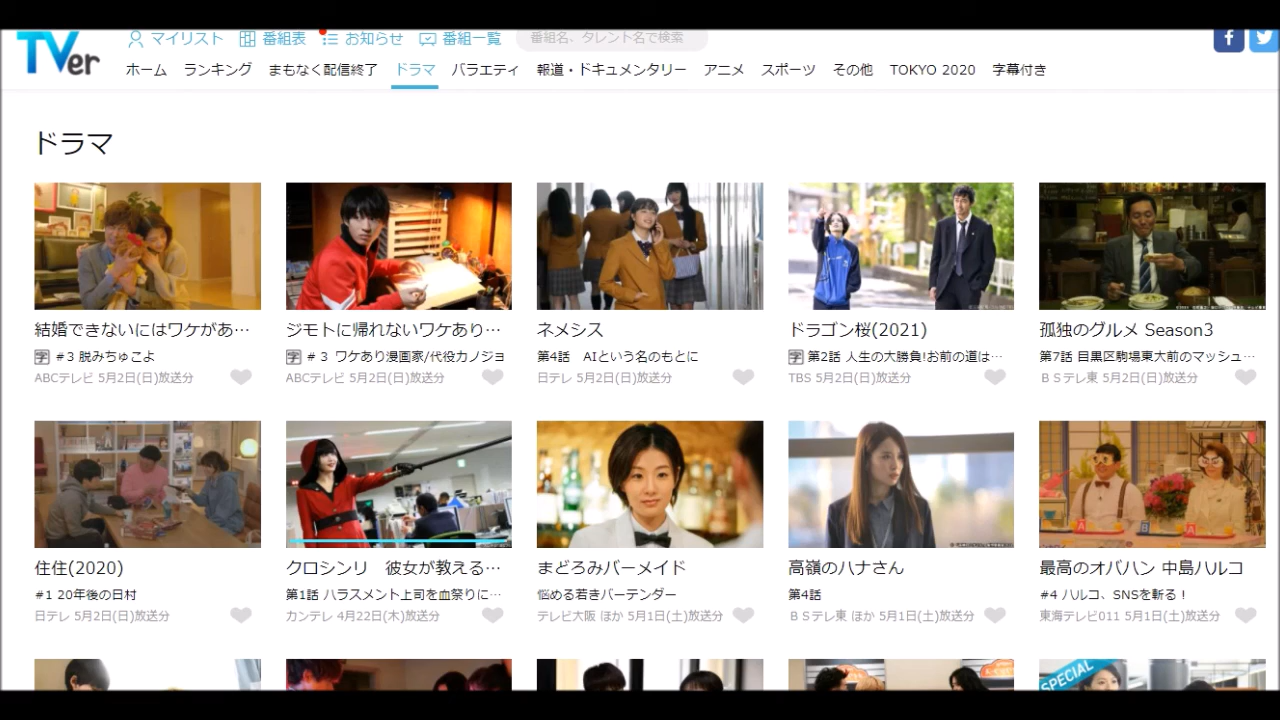 TVer
マイリスト 番組表 お知らせ 番組一覧 番組名、タレント名で検索
ホーム ランキング まもなく配信終了 ドラマ バラエティ 報道・ドキュメンタリー アニメ スポーツ その他 TOKYO 2020 字幕付き
ドラマ
結婚できないにはワケがあ…
字 #3 脱みちゅこよ
ABCテレビ 5月2日(日)放送分
ジモトに帰れないワケあり…
字 # 3 ワケあり漫画家/代役カノジョ
ABCテレビ 5月2日(日)放送分
ネメシス
第4話 AIという名のもとに
日テレ 5月2日(日)放送分
ドラゴン桜(2021)
字 第2話 人生の大勝負!お前の道は…
TBS 5月2日(日)放送分
孤独のグルメ Season3
第7話 目黒区駒場東大前のマッシュ…
ＢＳテレ東 5月2日(日)放送分
住住(2020)
#1 20年後の日村
日テレ 5月2日(日)放送分
クロシンリ 彼女が教える…
第1話 ハラスメント上司を血祭りに…
カンテレ 4月22日(木)放送分
まどろみバーメイド
悩める若きバーテンダー
テレビ大阪 ほか 5月1日(土)放送分
高嶺のハナさん
第4話
ＢＳテレ東 ほか 5月1日(土)放送分
最高のオバハン 中島ハルコ
#4 ハルコ、SNSを斬る！
東海テレビ011 5月1日(土)放送分
SPECIAL